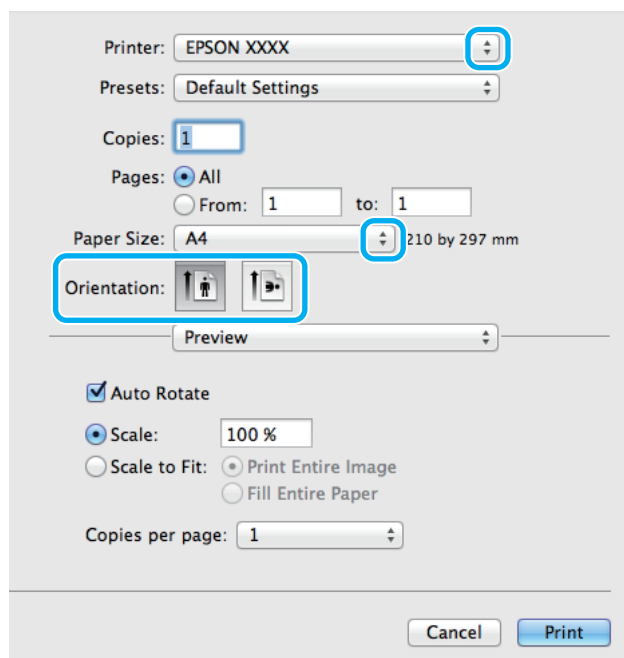 Printer: EPSON XXXX
Presets: Default Settings
Copies: 1
Pages: All
From: 1 to: 1
Paper Size: A4 210 by 297 mm
Orientation:
Preview
Auto Rotate
Scale: 100 %
Scale to Fit: Print Entire Image
Fill Entire Paper
Copies per page: 1
Cancel Print